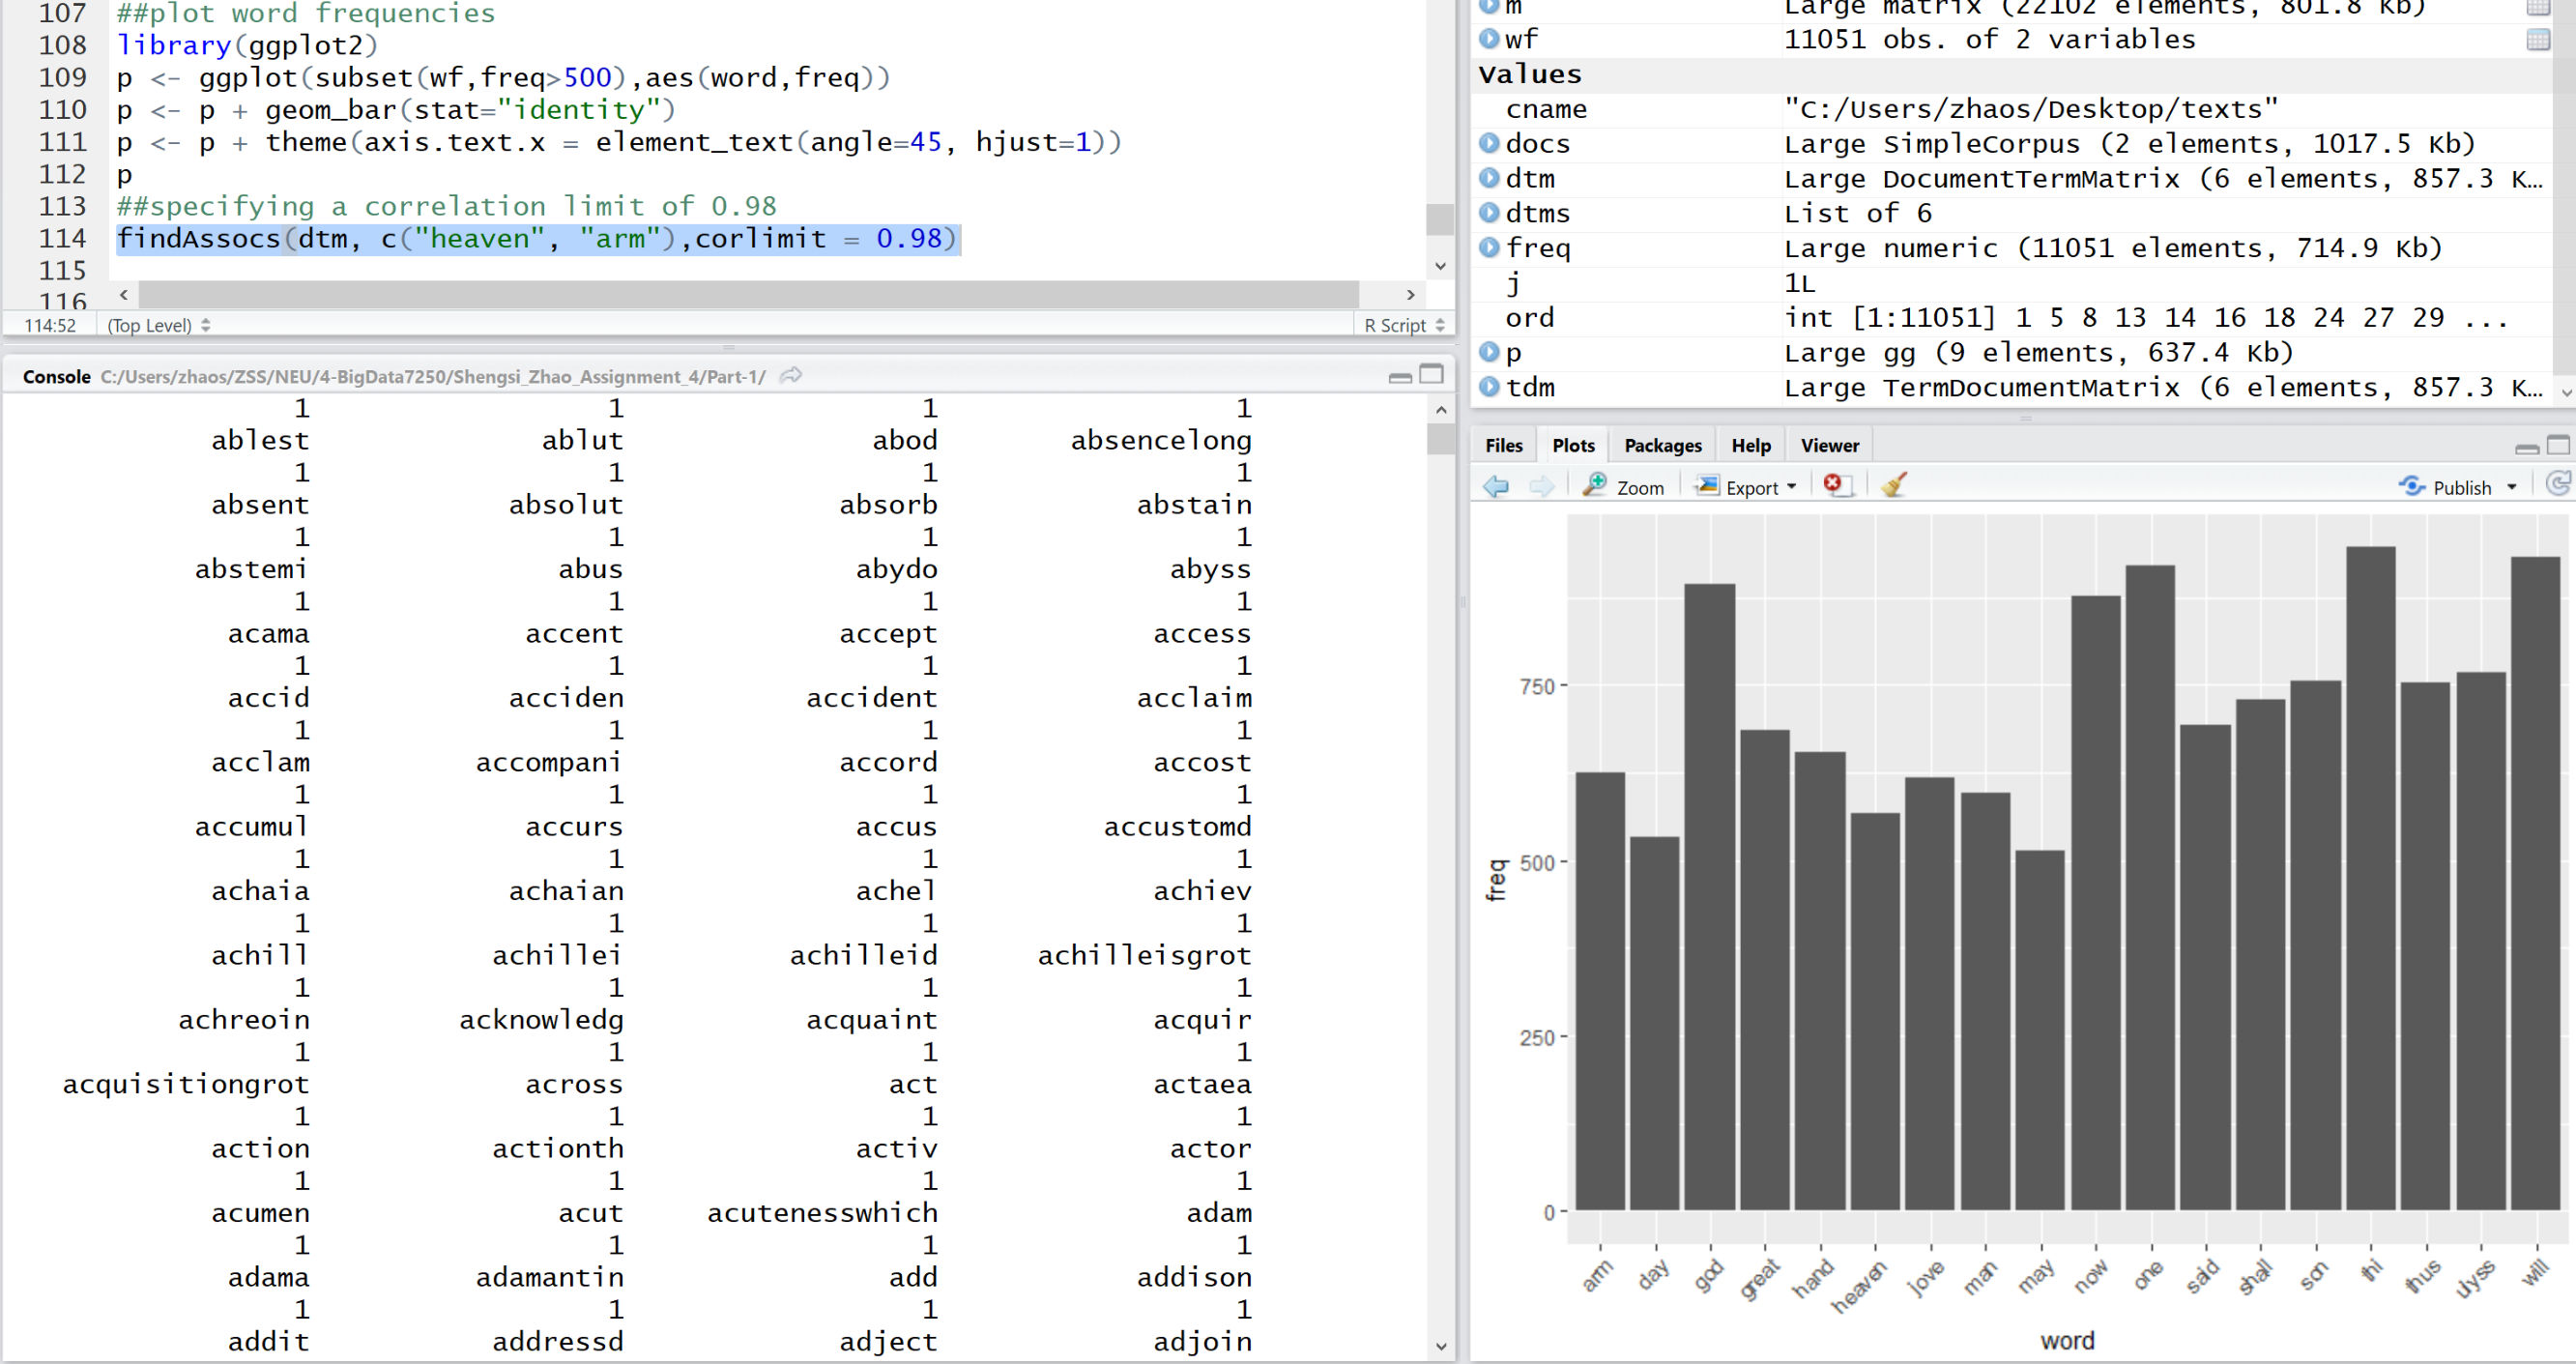 107 ##plot word frequencies
108 library(ggplot2)
109 p <- ggplot(subset(wf,freq>500),aes(word,freq))
110 p <- p + geom_bar(stat="identity")
111 p <- p + theme(axis.text.x = element_text(angle=45, hjust=1))
112 p
113 ##specifying a correlation limit of 0.98
114 findAssocs(dtm, c("heaven", "arm"),corlimit = 0.98)
115
116
114:52 (Top Level) R Script
Console C:/Users/zhaos/ZSS/NEU/4-BigData7250/Shengsi_Zhao_Assignment_4/Part-1/
1 1 1 1
ablest ablut abod absencelong
1 1 1 1
absent absolut absorb abstain
1 1 1 1
abstemi abus abydo abyss
1 1 1 1
acama accent accept access
1 1 1 1
accid acciden accident acclaim
1 1 1 1
acclam accompani accord accost
1 1 1 1
accumul accurs accus accustomd
1 1 1 1
achaia achaian achel achiev
1 1 1 1
achill achillei achilleid achilleisgrot
1 1 1 1
achreoin acknowledg acquaint acquir
1 1 1 1
acquisitiongrot across act actaea
1 1 1 1
action actionth activ actor
1 1 1 1
acumen acut acutenesswhich adam
1 1 1 1
adama adamantin add addison
1 1 1 1
addit addressd adject adjoin
m Large matrix (22102 elements, 801.8 Kb)
wf 11051 obs. of 2 variables
Values
cname "C:/Users/zhaos/Desktop/texts"
docs Large SimpleCorpus (2 elements, 1017.5 Kb)
dtm Large DocumentTermMatrix (6 elements, 857.3 K...
dtms List of 6
freq Large numeric (11051 elements, 714.9 Kb)
j 1L
ord int [1:11051] 1 5 8 13 14 16 18 24 27 29 ...
p Large gg (9 elements, 637.4 Kb)
tdm Large TermDocumentMatrix (6 elements, 857.3 K...
Files Plots Packages Help Viewer
Zoom Export Publish
750
500
250
0
freq
arm day god great hand heaven jove man may now one said shall son thi thus ulyss will
word